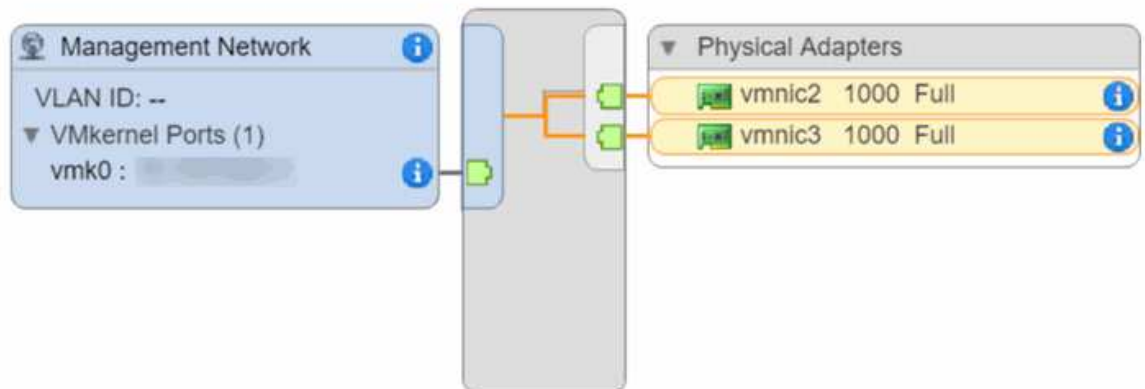 Management Network
VLAN ID: --
VMkernel Ports (1)
vmk0 :
Physical Adapters
vmnic2 1000 Full
vmnic3 1000 Full